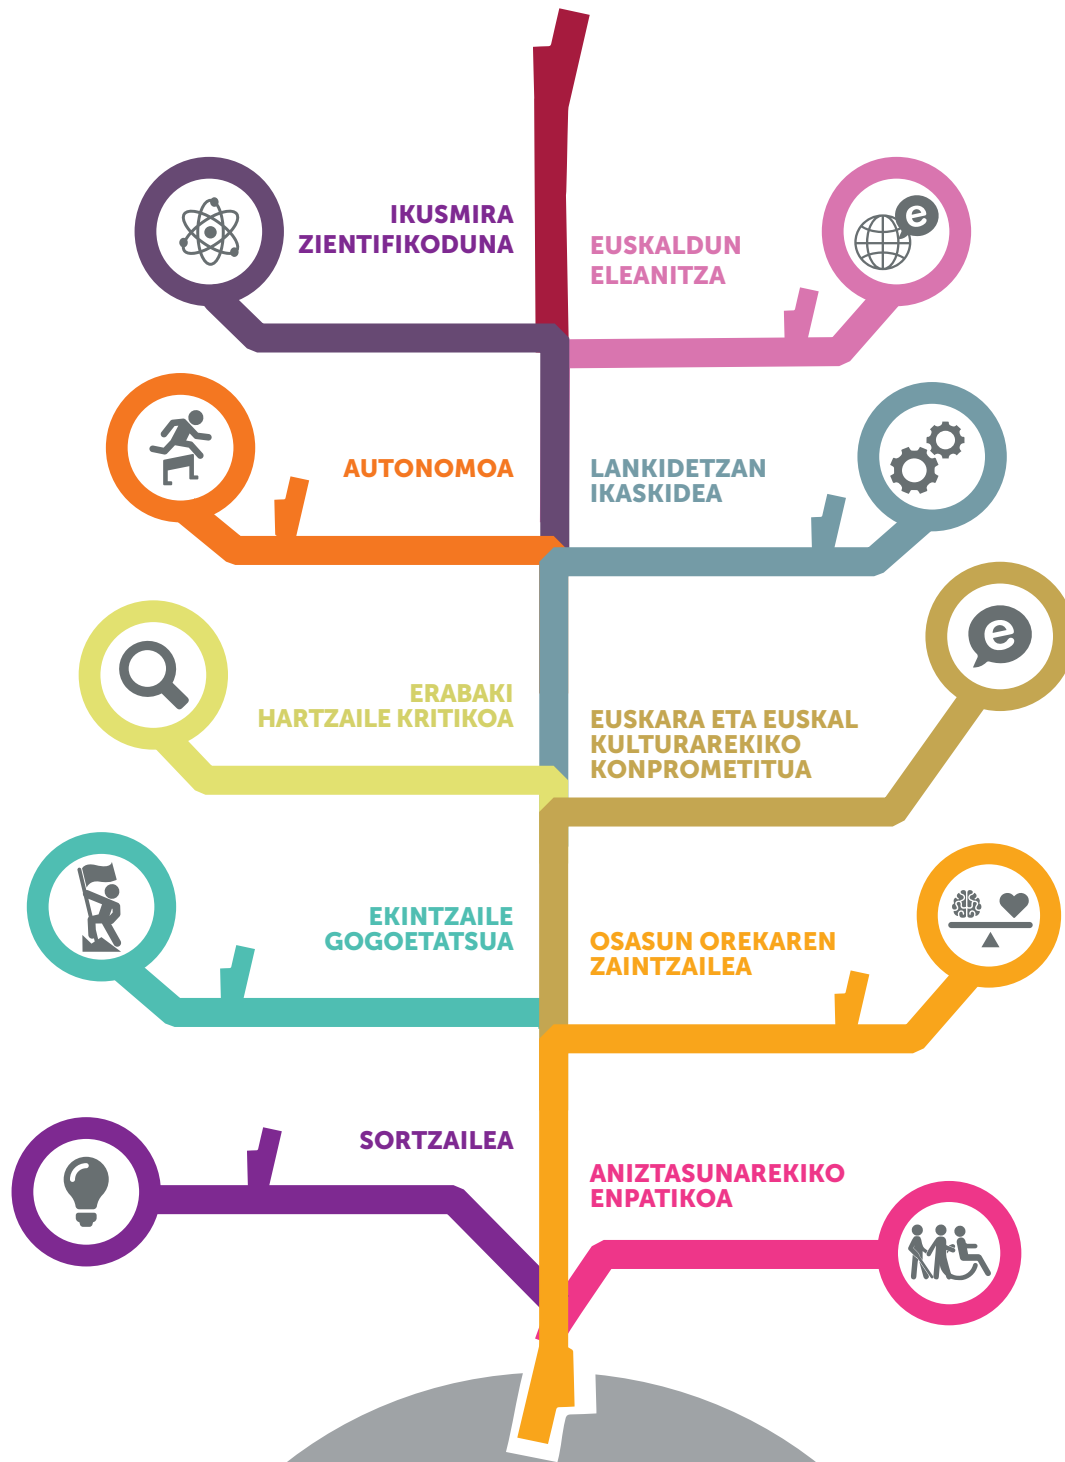 IKUSMIRA
ZIENTIFIKODUNA
EUSKALDUN
ELEANITZA
e
AUTONOMOA
LANKIDETZAN
IKASKIDEA
ERABAKI
HARTZAILE KRITIKOA
EUSKARA ETA EUSKAL
KULTURAREKIKO
KONPROMETITUA
e
EKINTZAILE
GOGOETATSUA
OSASUN OREKAREN
ZAINTZAILEA
SORTZAILEA
ANIZTASUNAREKIKO
ENPATIKOA